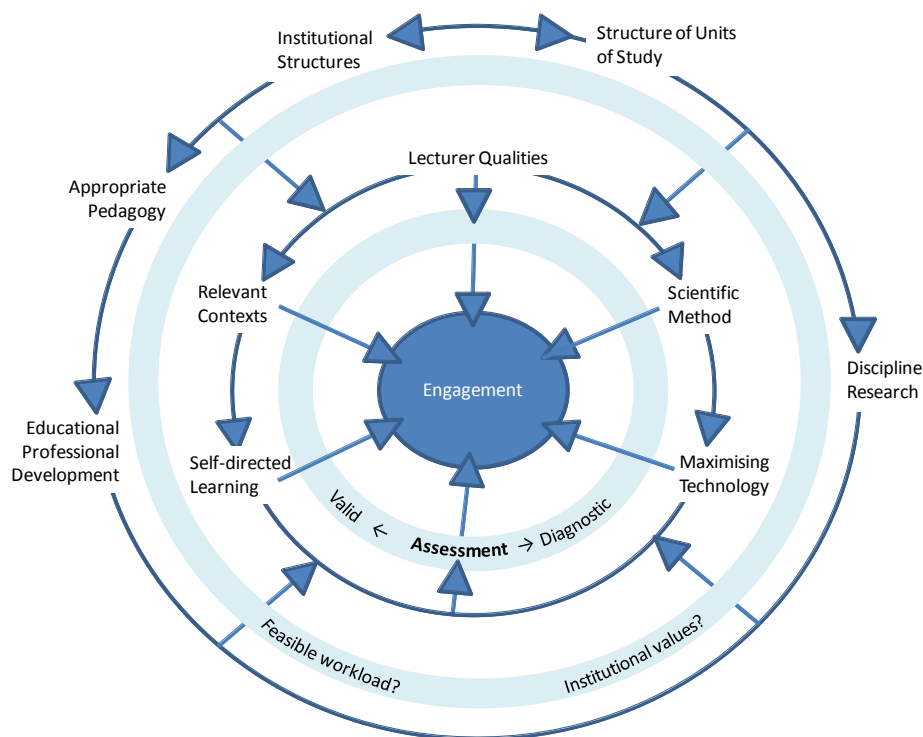 Institutional
Structures
Structure of Units
of Study
Lecturer Qualities
Appropriate
Pedagogy
Relevant
Contexts
Scientific
Method
Discipline
Research
Engagement
Educational
Professional
Development
Self-directed
Learning
Maximising
Technology
Valid ← Assessment → Diagnostic
Feasible workload?
Institutional values?